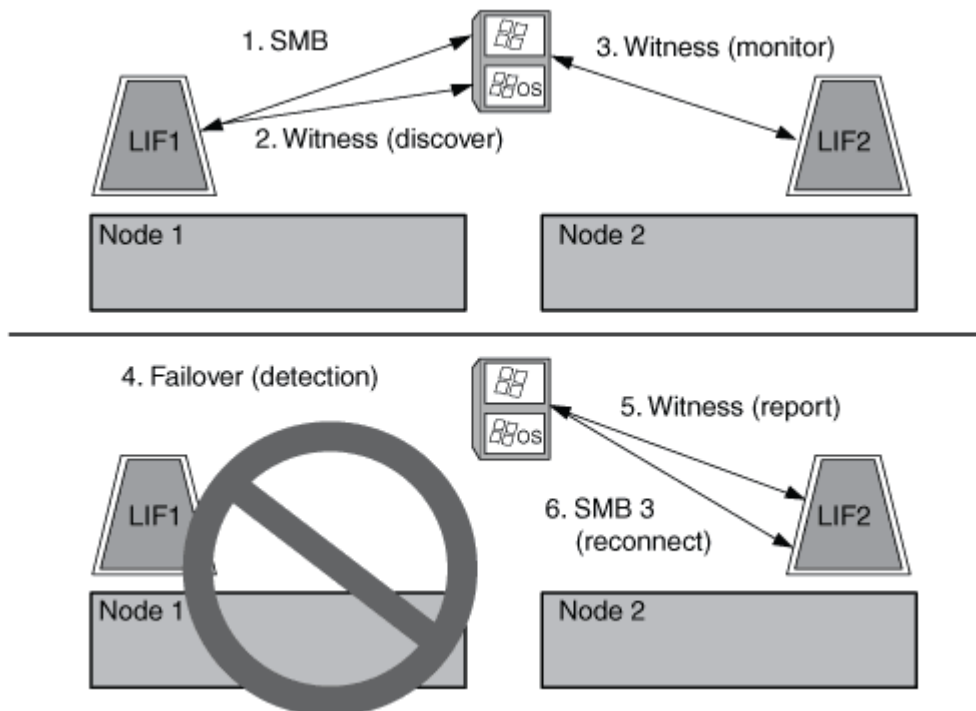 1. SMB
3. Witness (monitor)
OS
LIF1
2. Witness (discover)
LIF2
Node 1
Node 2
4. Failover (detection)
5. Witness (report)
OS
LIF1
6. SMB 3
(reconnect)
LIF2
Node 1
Node 2